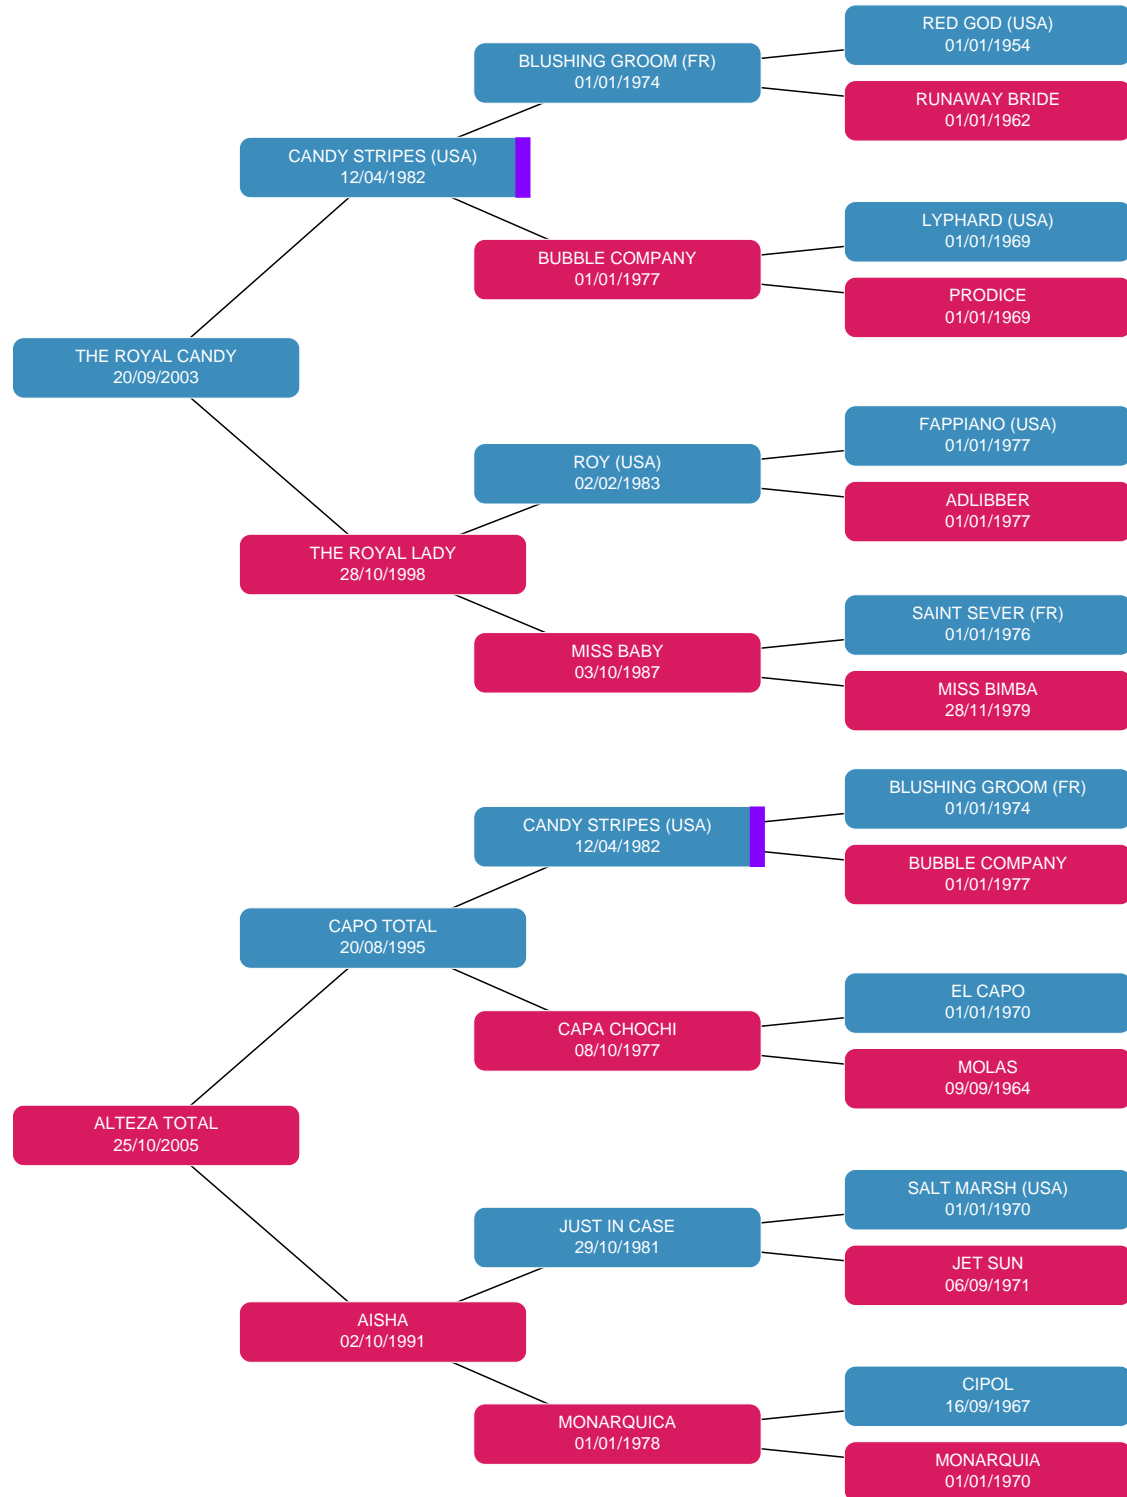 RED GOD (USA)
01/01/1954
BLUSHING GROOM (FR)
01/01/1974
RUNAWAY BRIDE
01/01/1962
CANDY STRIPES (USA)
12/04/1982
LYPHARD (USA)
01/01/1969
BUBBLE COMPANY
01/01/1977
PRODICE
01/01/1969
THE ROYAL CANDY
20/09/2003
FAPPIANO (USA)
01/01/1977
ROY (USA)
02/02/1983
ADLIBBER
01/01/1977
THE ROYAL LADY
28/10/1998
SAINT SEVER (FR)
01/01/1976
MISS BABY
03/10/1987
MISS BIMBA
28/11/1979
BLUSHING GROOM (FR)
01/01/1974
CANDY STRIPES (USA)
12/04/1982
BUBBLE COMPANY
01/01/1977
CAPO TOTAL
20/08/1995
EL CAPO
01/01/1970
CAPA CHOCHI
08/10/1977
MOLAS
09/09/1964
ALTEZA TOTAL
25/10/2005
SALT MARSH (USA)
01/01/1970
JUST IN CASE
29/10/1981
JET SUN
06/09/1971
AISHA
02/10/1991
CIPOL
16/09/1967
MONARQUICA
01/01/1978
MONARQUIA
01/01/1970